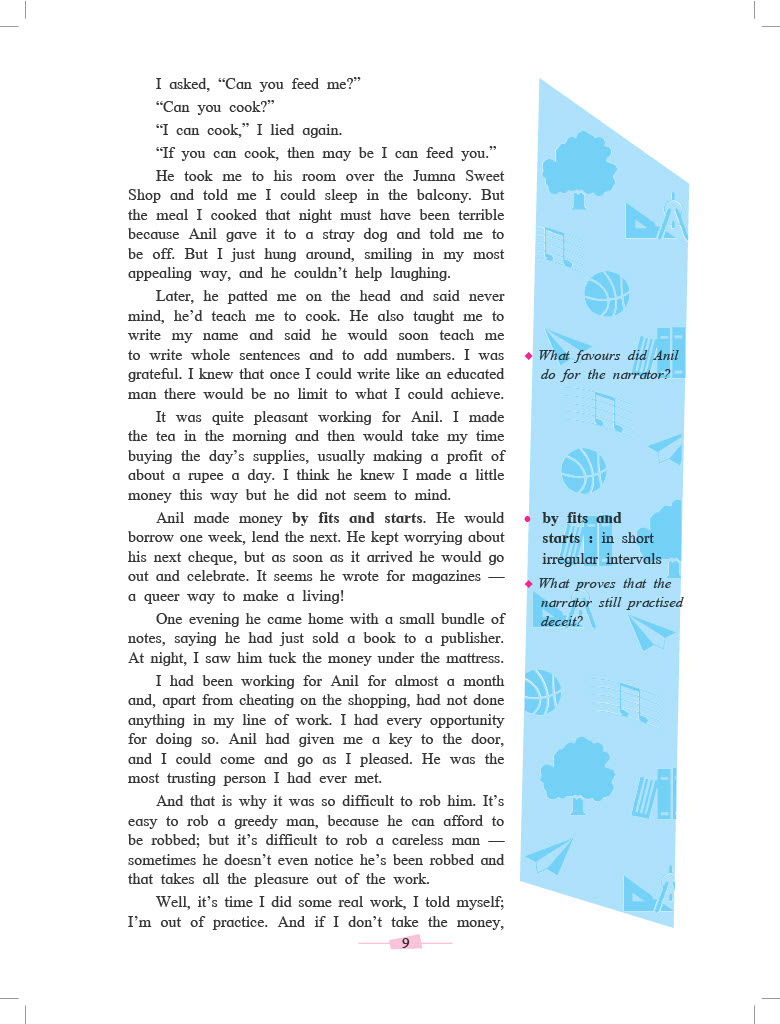 I asked, “Can you feed me?”
“Can you cook?”
“I can cook,” I lied again.
“If you can cook, then may be I can feed you.”
He took me to his room over the Jumna Sweet
Shop and told me I could sleep in the balcony. But
the meal I cooked that night must have been terrible
because Anil gave it to a stray dog and told me to
be off. But I just hung around, smiling in my most
appealing way, and he couldn’t help laughing.
Later, he patted me on the head and said never
mind, he’d teach me to cook. He also taught me to
write my name and said he would soon teach me
to write whole sentences and to add numbers. I was
grateful. I knew that once I could write like an educated
man there would be no limit to what I could achieve.
It was quite pleasant working for Anil. I made
the tea in the morning and then would take my time
buying the day’s supplies, usually making a profit of
about a rupee a day. I think he knew I made a little
money this way but he did not seem to mind.
Anil made money by fits and starts. He would
borrow one week, lend the next. He kept worrying about
his next cheque, but as soon as it arrived he would go
out and celebrate. It seems he wrote for magazines —
a queer way to make a living!
One evening he came home with a small bundle of
notes, saying he had just sold a book to a publisher.
At night, I saw him tuck the money under the mattress.
I had been working for Anil for almost a month
and, apart from cheating on the shopping, had not done
anything in my line of work. I had every opportunity
for doing so. Anil had given me a key to the door,
and I could come and go as I pleased. He was the
most trusting person I had ever met.
And that is why it was so difficult to rob him. It’s
easy to rob a greedy man, because he can afford to
be robbed; but it’s difficult to rob a careless man —
sometimes he doesn’t even notice he’s been robbed and
that takes all the pleasure out of the work.
Well, it’s time I did some real work, I told myself;
I’m out of practice. And if I don’t take the money,
What favours did Anil
do for the narrator?
by fits and
starts : in short
irregular intervals
What proves that the
narrator still practised
deceit?
9